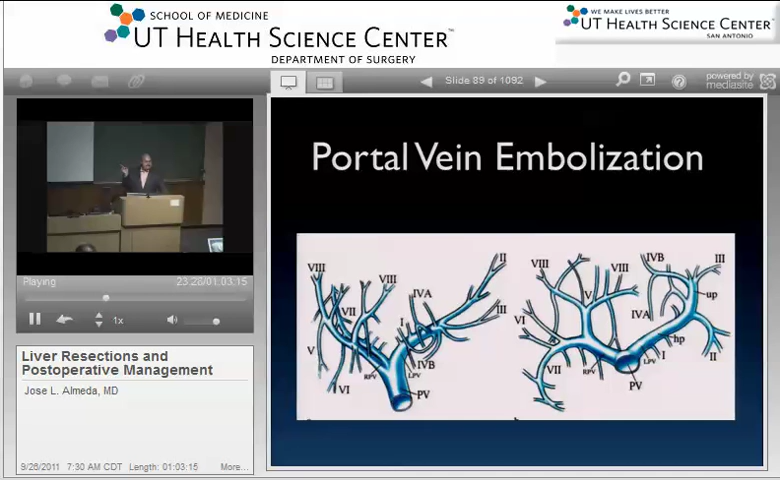 SCHOOL OF MEDICINE
UT HEALTH SCIENCE CENTER™
DEPARTMENT OF SURGERY
WE MAKE LIVES BETTER
UT HEALTH SCIENCE CENTER
SAN ANTONIO
Slide 89 of 1092
powered by
mediasite
Portal Vein Embolization
VIII
VIII
VII
V
VI
I
IVA
II
III
IVB
RPV
LPV
PV
VIII
VIII
V
VI
VII
IVB
III
IVA
up
hp
II
I
LPV
RPV
PV
Playing
23:28/01:03:15
1x
Liver Resections and
Postoperative Management
Jose L. Almeda, MD
9/26/2011 7:30 AM CDT Length: 01:03:15 More...